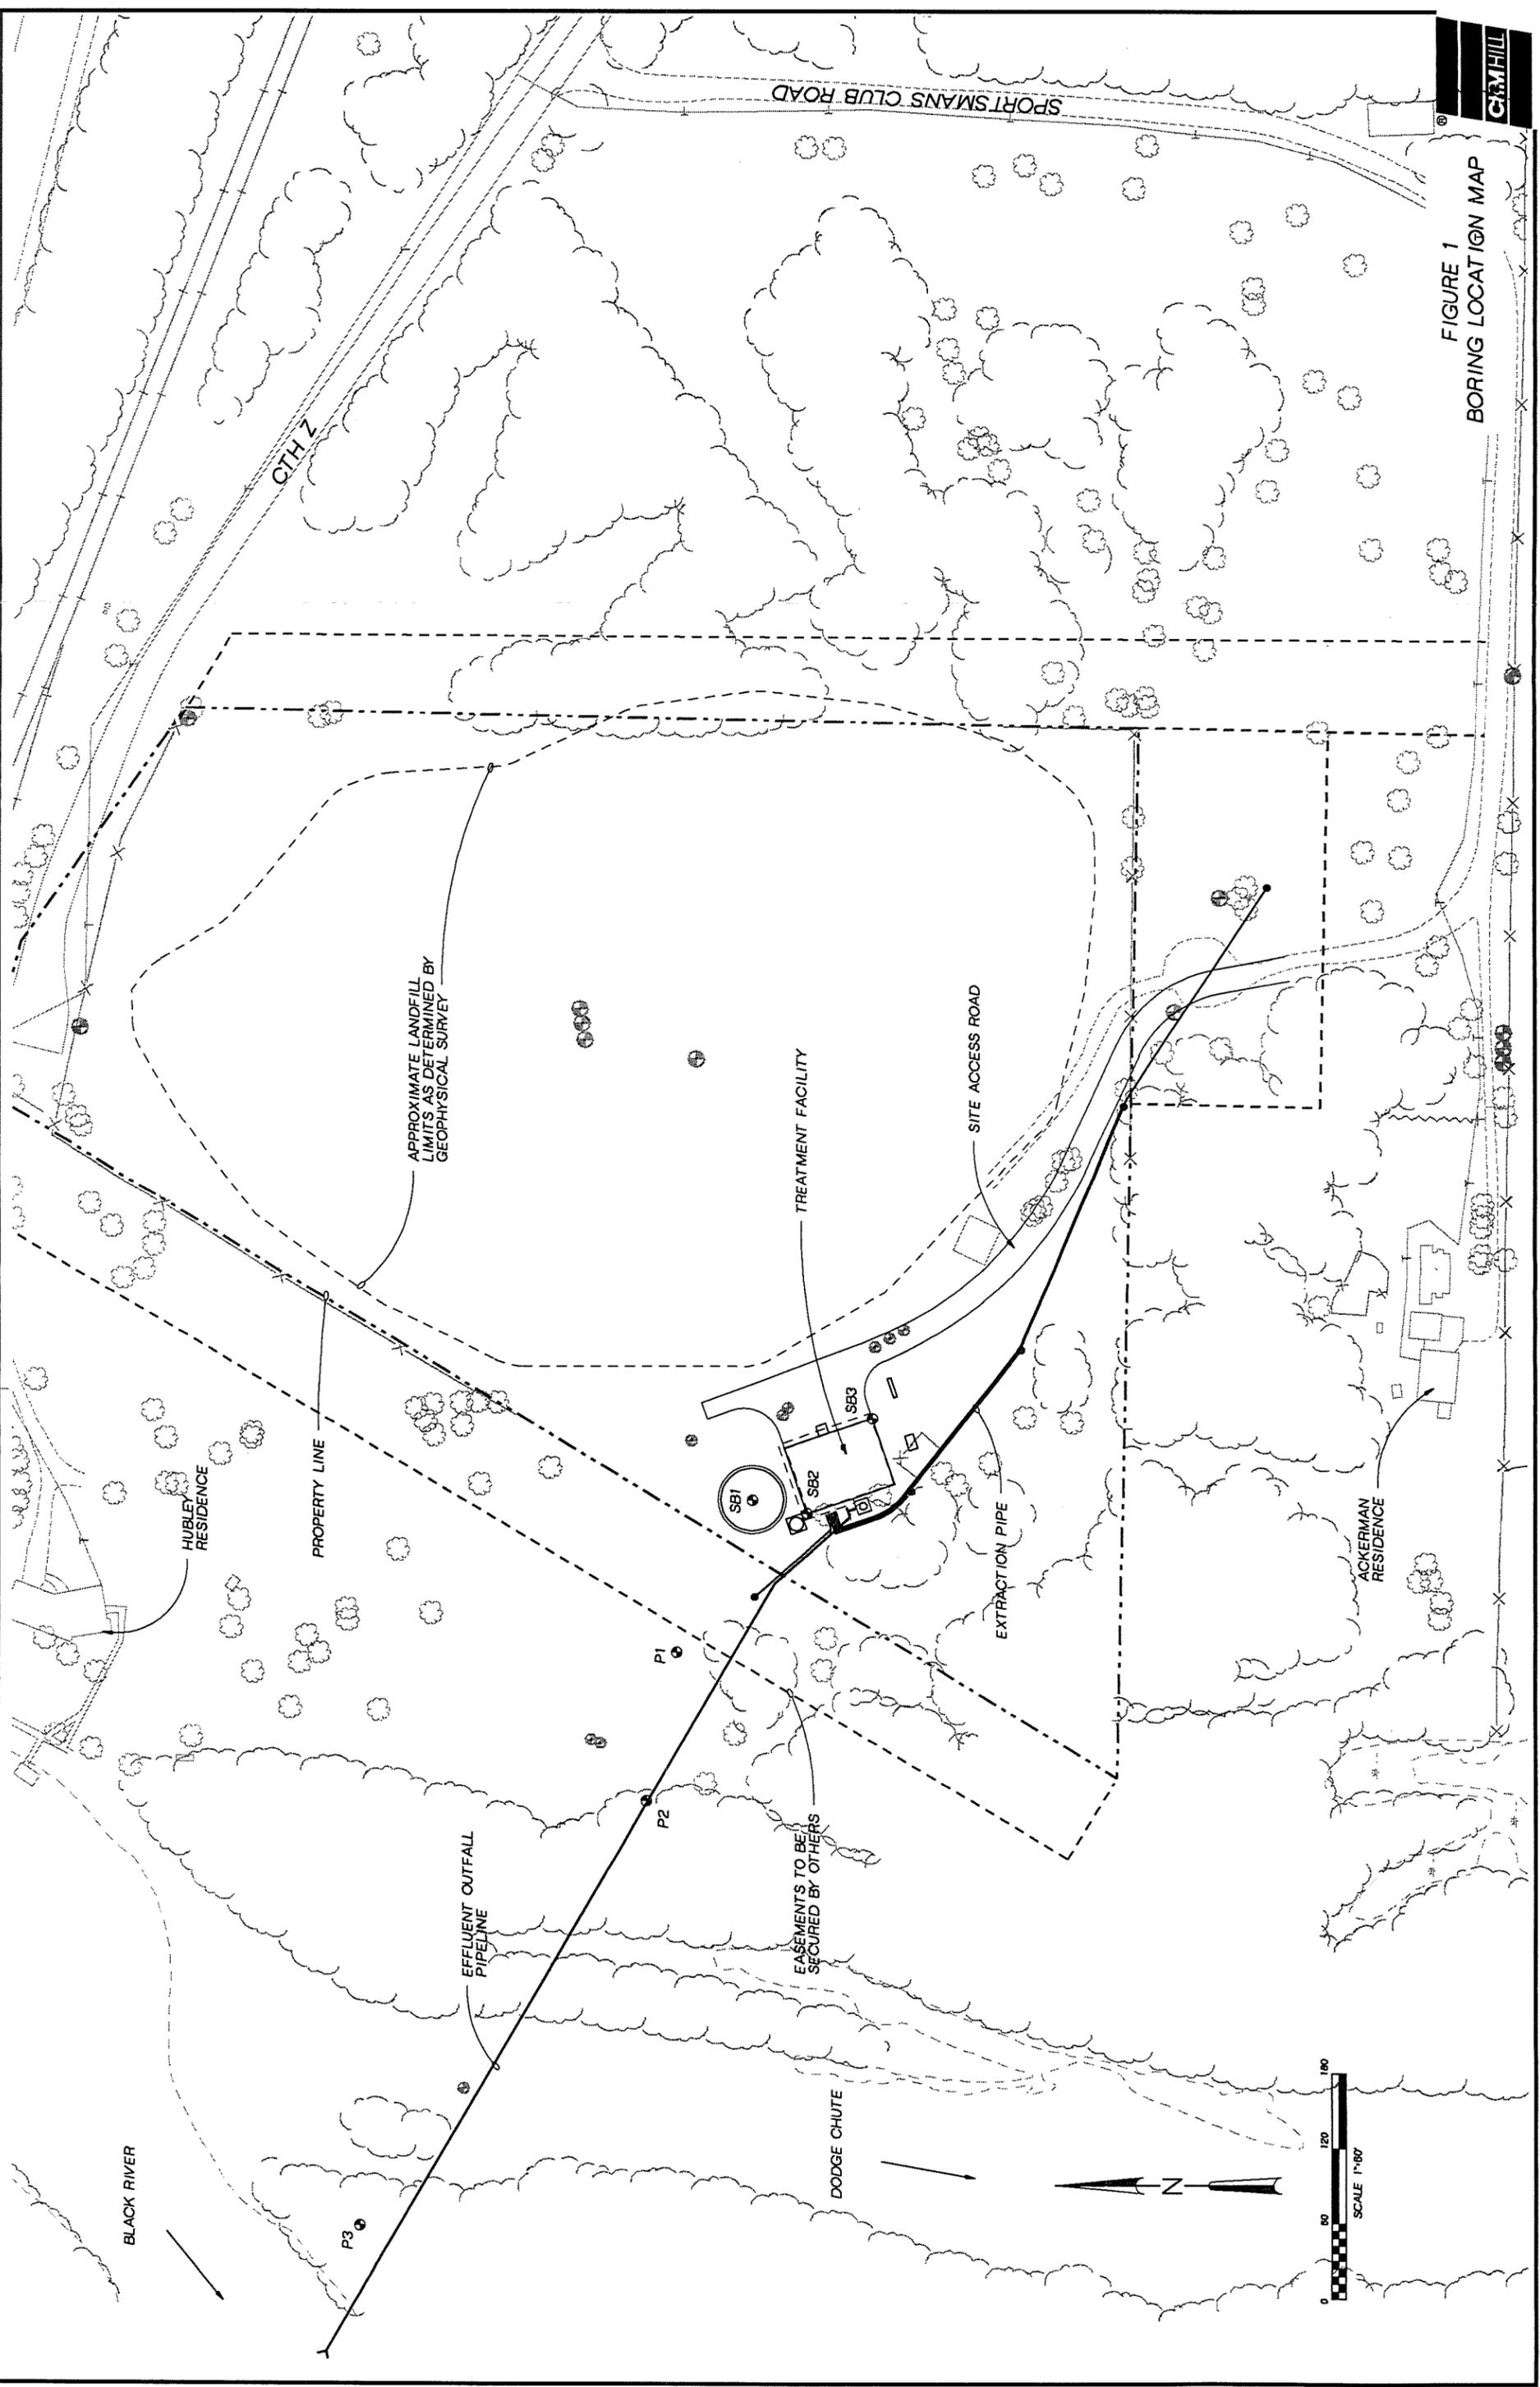 BLACK RIVER
P3
EFFLUENT OUTFALL
PIPELINE
DODGE CHUTE
N
0 60 120 180
SCALE 1"=60'
P2
P1
EASEMENTS TO BE
SECURED BY OTHERS
HUBLEY
RESIDENCE
PROPERTY LINE
SB1
SB2
SB3
EXTRACTION PIPE
ACKERMAN
RESIDENCE
APPROXIMATE LANDFILL
LIMITS AS DETERMINED BY
GEOPHYSICAL SURVEY
TREATMENT FACILITY
SITE ACCESS ROAD
CTH Z
SPORTSMANS CLUB ROAD
FIGURE 1
BORING LOCATION MAP
CH2MHILL
®